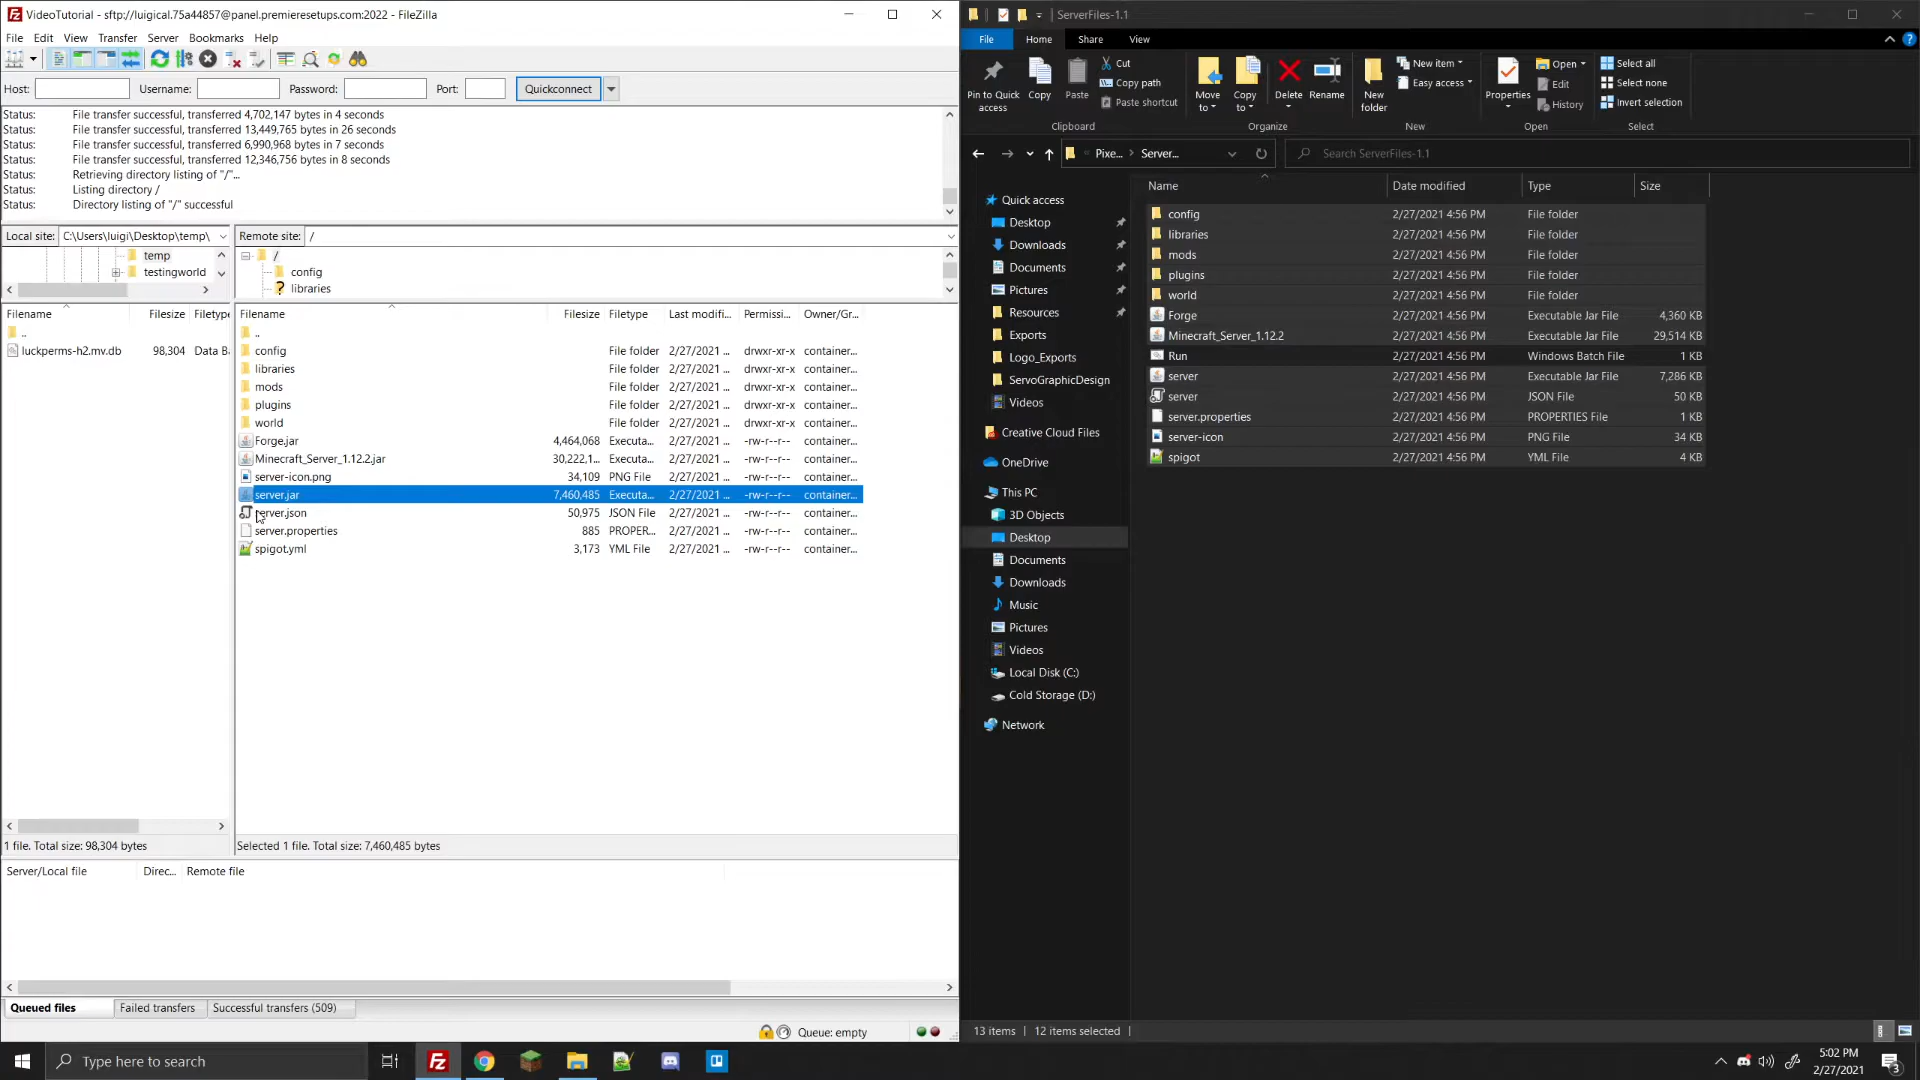 VideoTutorial - sftp://luigical.75a44857@panel.premieresetups.com:2022 - FileZilla
File Edit View Transfer Server Bookmarks Help
Host: Username: Password: Port: Quickconnect
Status: File transfer successful, transferred 4,702,147 bytes in 4 seconds
Status: File transfer successful, transferred 13,449,765 bytes in 26 seconds
Status: File transfer successful, transferred 6,990,968 bytes in 7 seconds
Status: File transfer successful, transferred 12,346,756 bytes in 8 seconds
Status: Retrieving directory listing of "/"...
Status: Listing directory /
Status: Directory listing of "/" successful
Local site: C:\Users\luigi\Desktop\temp\
temp
testingworld
Remote site: /
/
config
libraries
Filename Filesize Filetype
..
luckperms-h2.mv.db 98,304 Data B
1 file. Total size: 98,304 bytes
Filename Filesize Filetype Last modifi... Permissi... Owner/Gr...
..
config File folder 2/27/2021 ... drwxr-xr-x container...
libraries File folder 2/27/2021 ... drwxr-xr-x container...
mods File folder 2/27/2021 ... drwxr-xr-x container...
plugins File folder 2/27/2021 ... drwxr-xr-x container...
world File folder 2/27/2021 ... drwxr-xr-x container...
Forge.jar 4,464,068 Executa... 2/27/2021 ... -rw-r--r-- container...
Minecraft_Server_1.12.2.jar 30,222,1... Executa... 2/27/2021 ... -rw-r--r-- container...
server-icon.png 34,109 PNG File 2/27/2021 ... -rw-r--r-- container...
server.jar 7,460,485 Executa... 2/27/2021 ... -rw-r--r-- container...
server.json 50,975 JSON File 2/27/2021 ... -rw-r--r-- container...
server.properties 885 PROPER... 2/27/2021 ... -rw-r--r-- container...
spigot.yml 3,173 YML File 2/27/2021 ... -rw-r--r-- container...
Selected 1 file. Total size: 7,460,485 bytes
Server/Local file Direc... Remote file
Queued files Failed transfers Successful transfers (509)
Queue: empty
ServerFiles-1.1
File Home Share View
Pin to Quick access
Copy
Paste
Cut
Copy path
Paste shortcut
Clipboard
Move to
Copy to
Delete
Rename
Organize
New folder
New item
Easy access
New
Properties
Open
Edit
History
Open
Select all
Select none
Invert selection
Select
Pixe... Server...
Search ServerFiles-1.1
Quick access
Desktop
Downloads
Documents
Pictures
Resources
Exports
Logo_Exports
ServoGraphicDesign
Videos
Creative Cloud Files
OneDrive
This PC
3D Objects
Desktop
Documents
Downloads
Music
Pictures
Videos
Local Disk (C:)
Cold Storage (D:)
Network
Name Date modified Type Size
config 2/27/2021 4:56 PM File folder
libraries 2/27/2021 4:56 PM File folder
mods 2/27/2021 4:56 PM File folder
plugins 2/27/2021 4:56 PM File folder
world 2/27/2021 4:56 PM File folder
Forge 2/27/2021 4:56 PM Executable Jar File 4,360 KB
Minecraft_Server_1.12.2 2/27/2021 4:56 PM Executable Jar File 29,514 KB
Run 2/27/2021 4:56 PM Windows Batch File 1 KB
server 2/27/2021 4:56 PM Executable Jar File 7,286 KB
server 2/27/2021 4:56 PM JSON File 50 KB
server.properties 2/27/2021 4:56 PM PROPERTIES File 1 KB
server-icon 2/27/2021 4:56 PM PNG File 34 KB
spigot 2/27/2021 4:56 PM YML File 4 KB
13 items 12 items selected
Type here to search
5:02 PM
2/27/2021
3